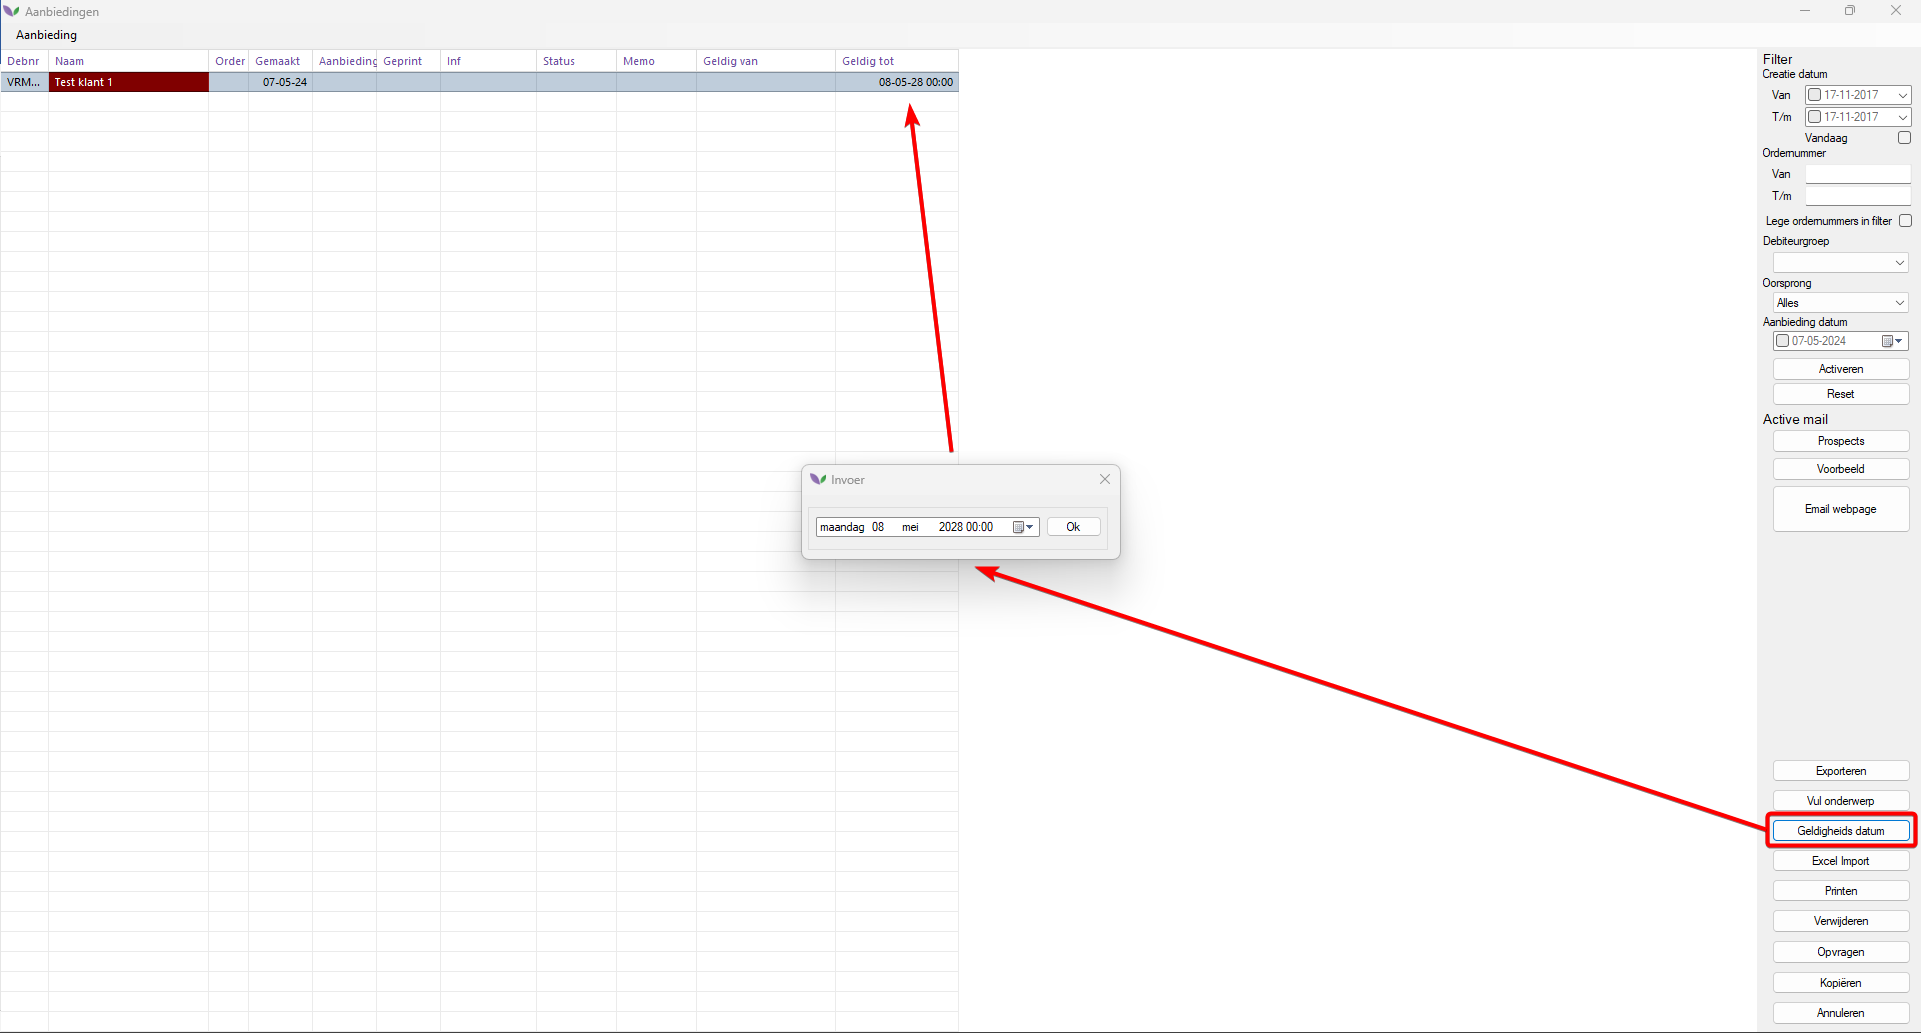 Aanbiedingen
Aanbieding
Debnr Naam Order Gemaakt Aanbieding Geprint Inf Status Memo Geldig van Geldig tot
VRM... Test klant 1 07-05-24 08-05-28 00:00
Invoer
maandag 08 mei 2028 00:00 Ok
Filter
Creatie datum
Van 17-11-2017
T/m 17-11-2017
Vandaag
Ordernummer
Van
T/m
Lege ordernummers in filter
Debiteurgroep
Oorsprong
Alles
Aanbieding datum
07-05-2024
Activeren
Reset
Active mail
Prospects
Voorbeeld
Email webpage
Exporteren
Vul onderwerp
Geldigheids datum
Excel Import
Printen
Verwijderen
Opvragen
Kopiëren
Annuleren